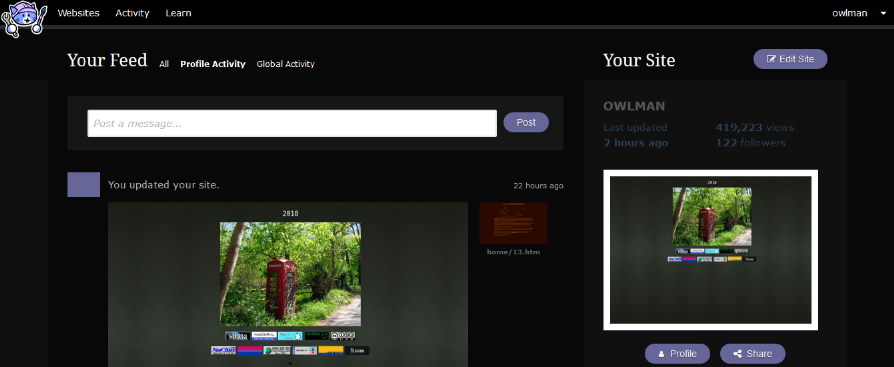 Websites Activity Learn owlman
Your Feed All Profile Activity Global Activity
Post a message... Post
You updated your site. 22 hours ago
2018
home/13.htm
Your Site Edit Site
OWLMAN
Last updated 419,223 views
2 hours ago 122 followers
2018
Profile Share